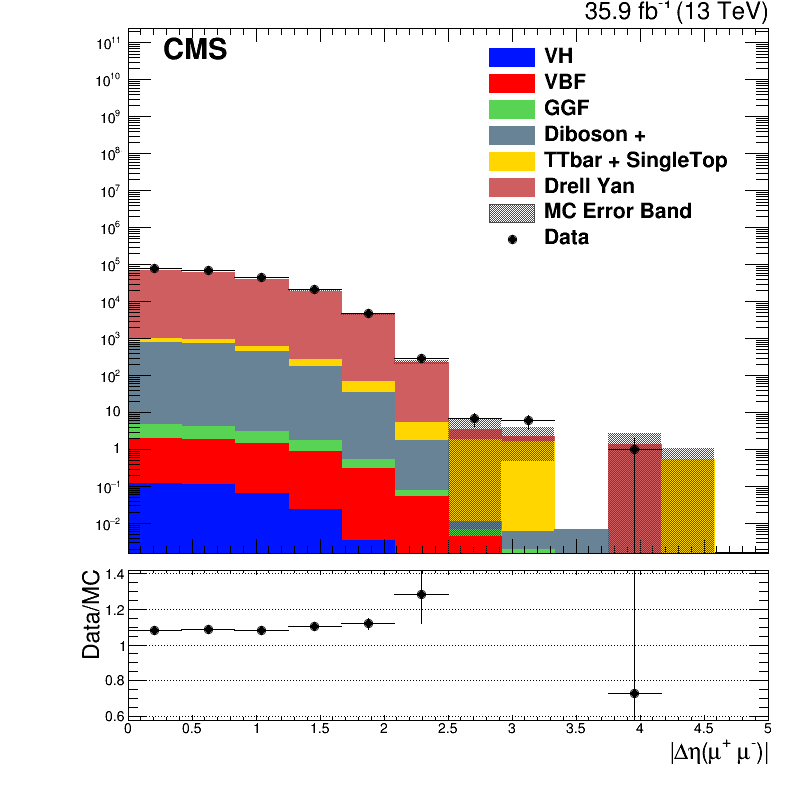 35.9 fb⁻¹ (13 TeV)
CMS
VH
VBF
GGF
Diboson +
TTbar + SingleTop
Drell Yan
MC Error Band
Data
10¹¹
10¹⁰
10⁹
10⁸
10⁷
10⁶
10⁵
10⁴
10³
10²
10
1
10⁻¹
10⁻²
Data/MC
1.4
1.2
1
0.8
0.6
0 0.5 1 1.5 2 2.5 3 3.5 4 4.5 5
|Δη(μ⁺ μ⁻)|